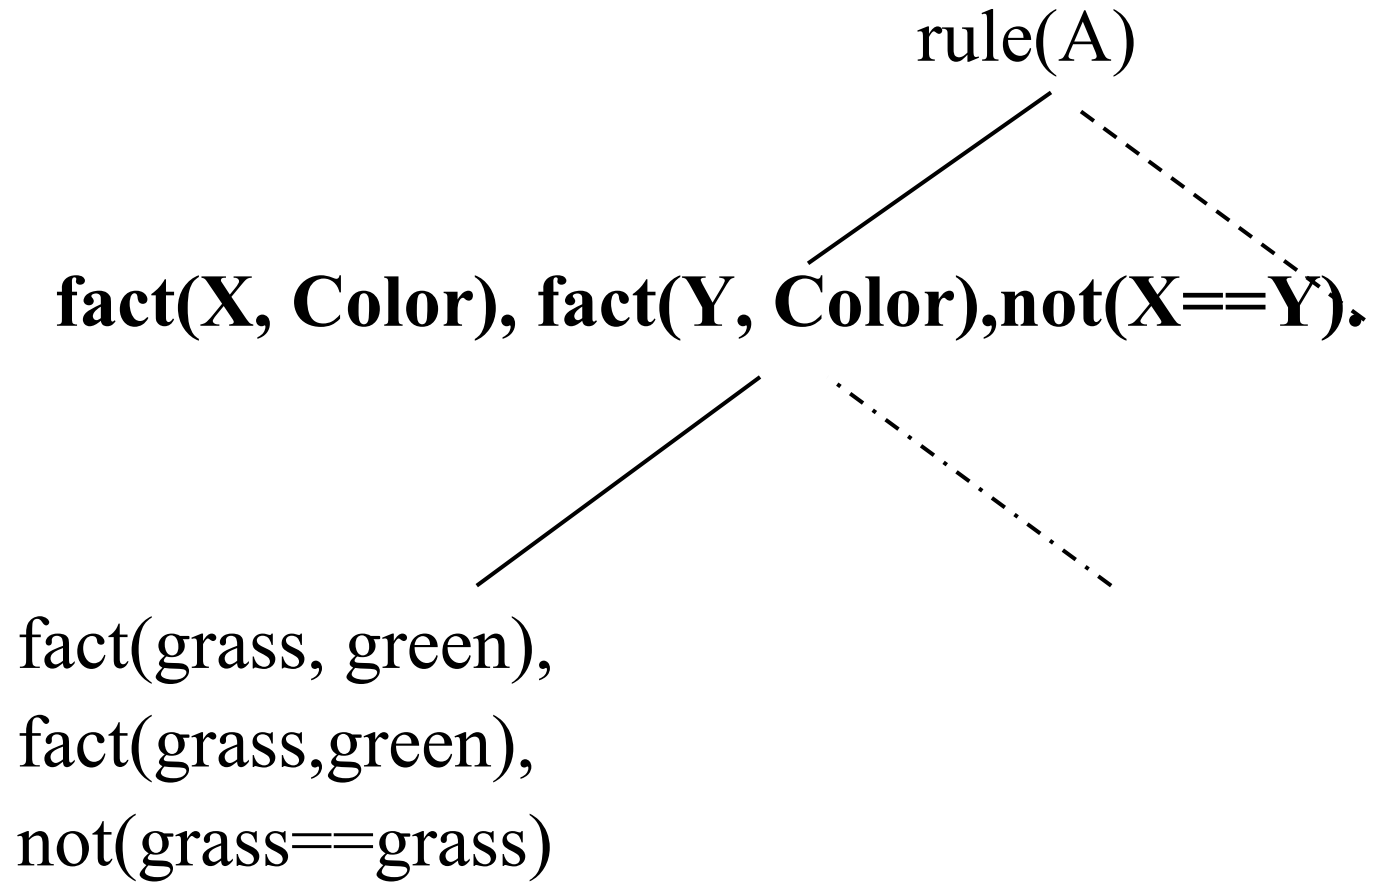 rule(A)
fact(X, Color), fact(Y, Color),not(X==Y).
fact(grass, green),
fact(grass,green),
not(grass==grass)